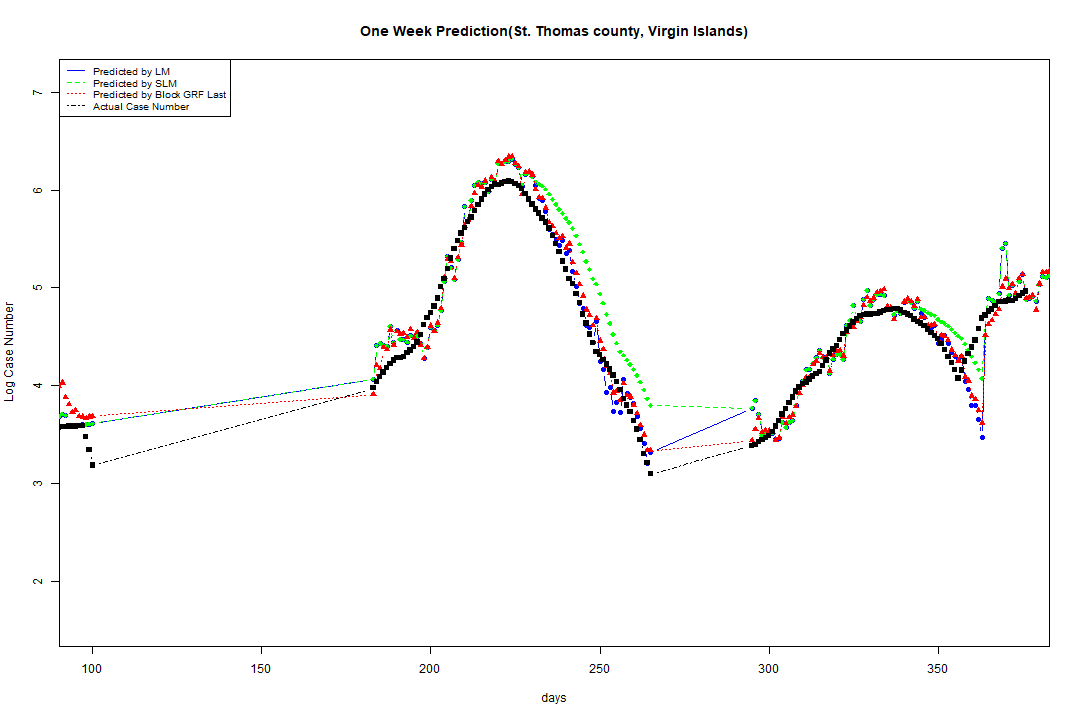 One Week Prediction(St. Thomas county, Virgin Islands)
Predicted by LM
Predicted by SLM
Predicted by Block GRF Last
Actual Case Number
Log Case Number
7
6
5
4
3
2
100 150 200 250 300 350
days